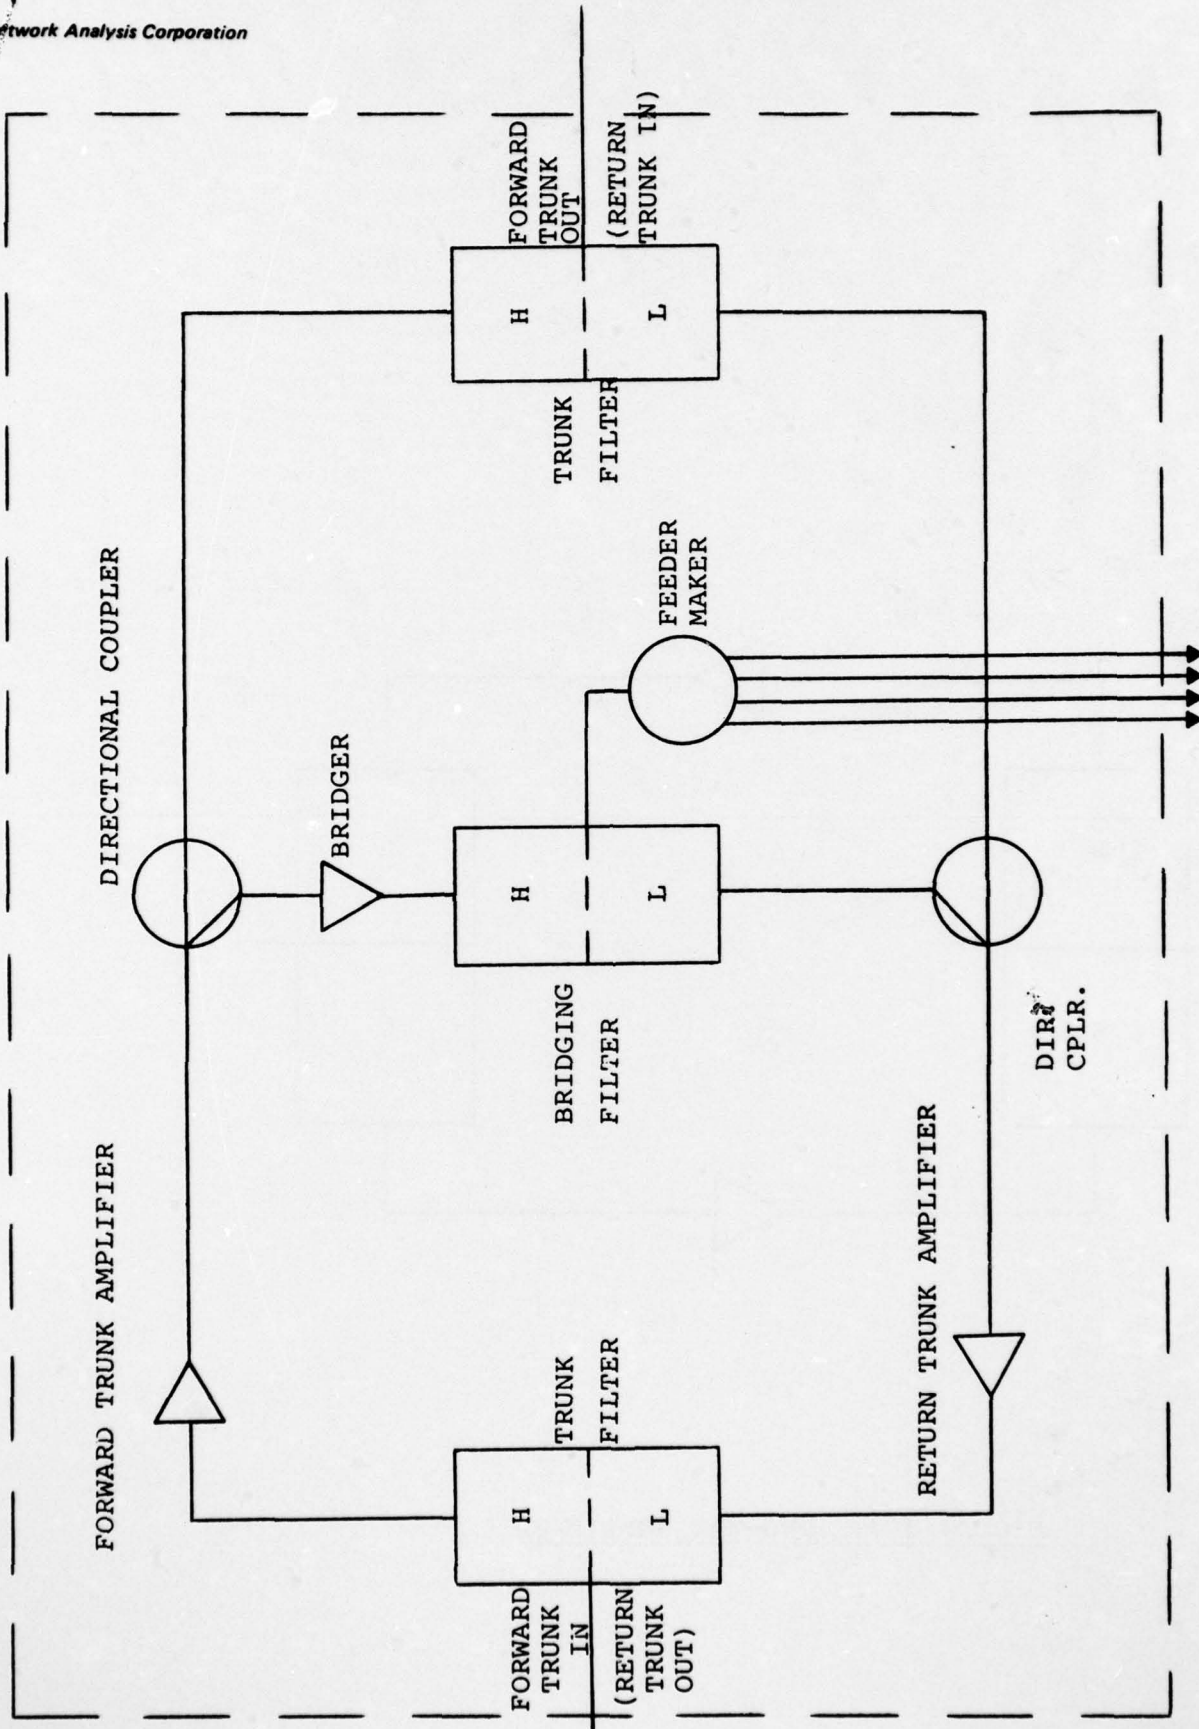 Network Analysis Corporation
FORWARD TRUNK AMPLIFIER
DIRECTIONAL COUPLER
BRIDGER
FORWARD
TRUNK
IN
(RETURN
TRUNK
OUT)
H
L
TRUNK
FILTER
BRIDGING
FILTER
H
L
FEEDER
MAKER
TRUNK
FILTER
H
L
FORWARD
TRUNK
OUT
(RETURN
TRUNK IN)
RETURN TRUNK AMPLIFIER
DIR.
CPLR.